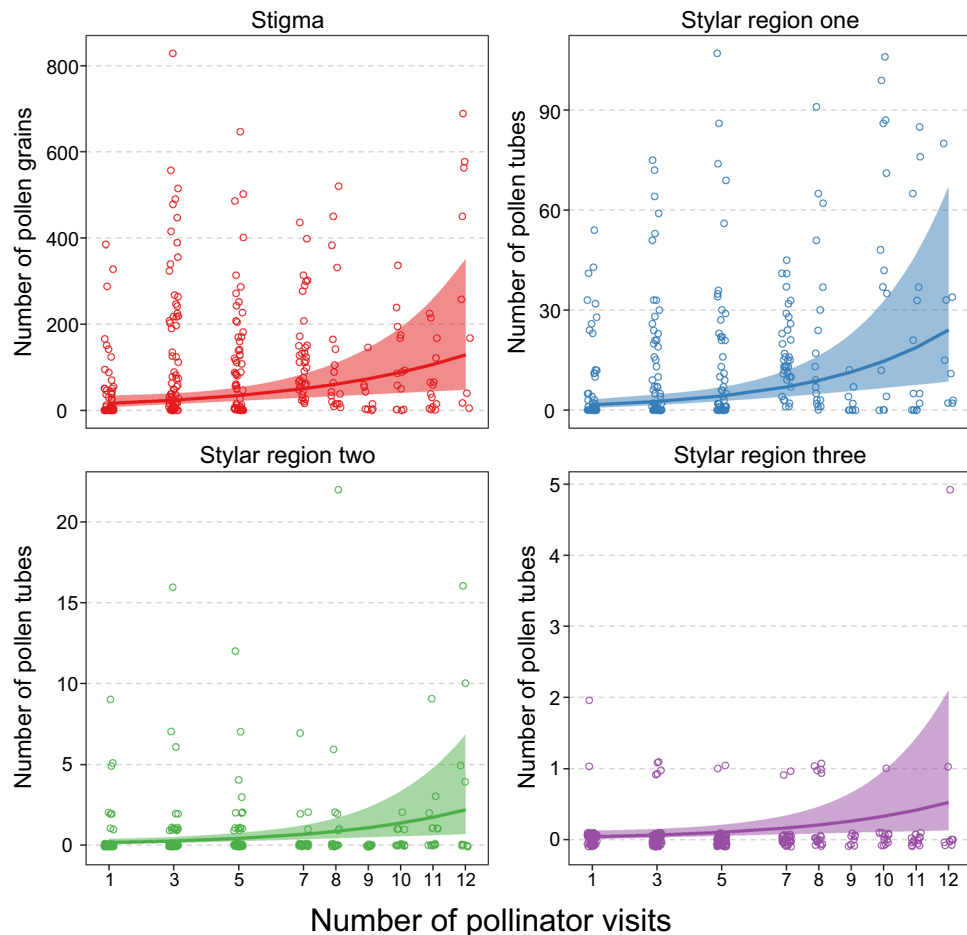 Stigma
Stylar region one
Number of pollen grains
800
600
400
200
0
Number of pollen tubes
90
60
30
0
Stylar region two
Stylar region three
Number of pollen tubes
20
15
10
5
0
1 3 5 7 8 9 10 11 12
Number of pollen tubes
5
4
3
2
1
0
1 3 5 7 8 9 10 11 12
Number of pollinator visits